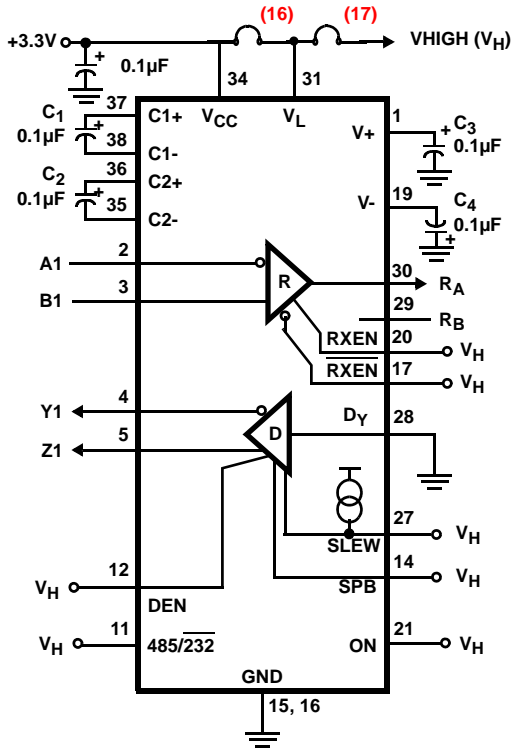 (16) (17)
+3.3V VHIGH (VH)
+ 0.1µF
34 31
37 C1+ VCC VL 1
C1 0.1µF +
38 C1- V+ + C3 0.1µF
36 C2+
C2 0.1µF +
35 C2- V- 19 C4 0.1µF +
A1 2 R 30 RA
B1 3 29 RB
RXEN 20 VH
RXEN 17 VH
Y1 4 D DY 28
Z1 5
SLEW 27 VH
SPB 14 VH
VH 12 DEN
VH 11 485/232 ON 21 VH
GND
15, 16